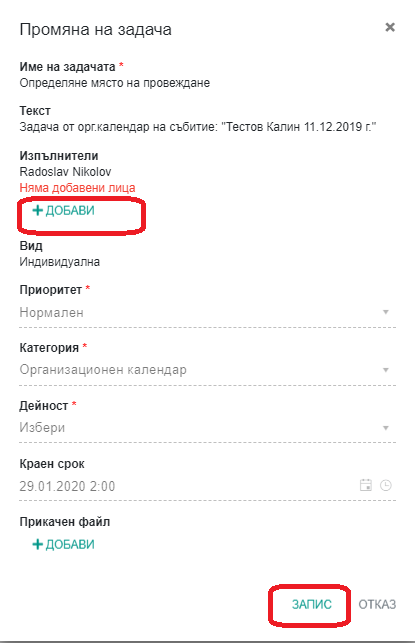 Промяна на задача
Име на задачата *
Определяне място на провеждане
Текст
Задача от орг.календар на събитие: "Тестов Калин 11.12.2019 г."
Изпълнители
Radoslav Nikolov
Няма добавени лица
+ ДОБАВИ
Вид
Индивидуална
Приоритет *
Нормален
Категория *
Организационен календар
Дейност *
Избери
Краен срок
29.01.2020 2:00
Прикачен файл
+ ДОБАВИ
ЗАПИС ОТКАЗ